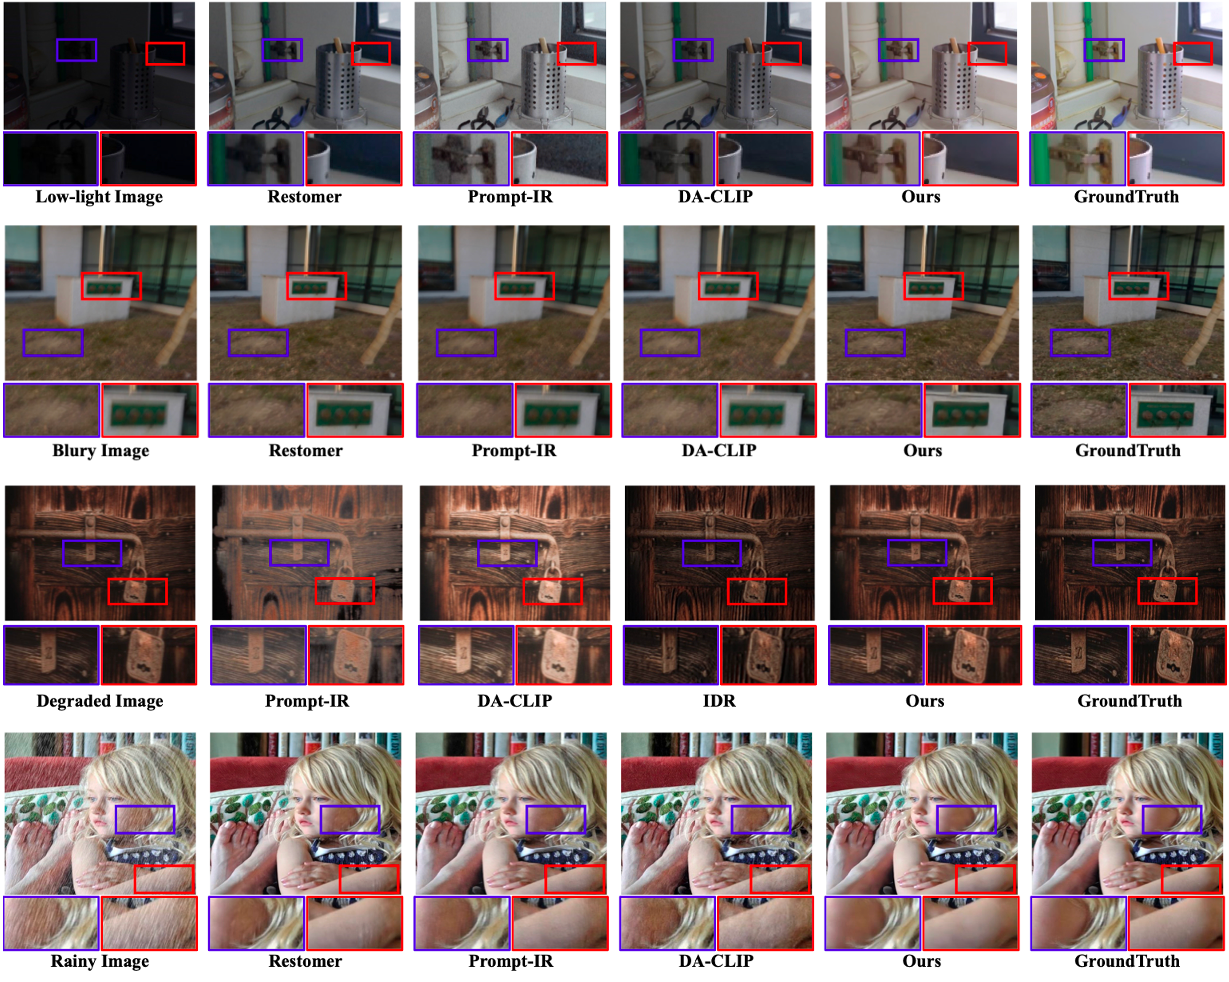 Low-light Image
Restomer
Prompt-IR
DA-CLIP
Ours
GroundTruth
Blury Image
Restomer
Prompt-IR
DA-CLIP
Ours
GroundTruth
Degraded Image
Prompt-IR
DA-CLIP
IDR
Ours
GroundTruth
Rainy Image
Restomer
Prompt-IR
DA-CLIP
Ours
GroundTruth